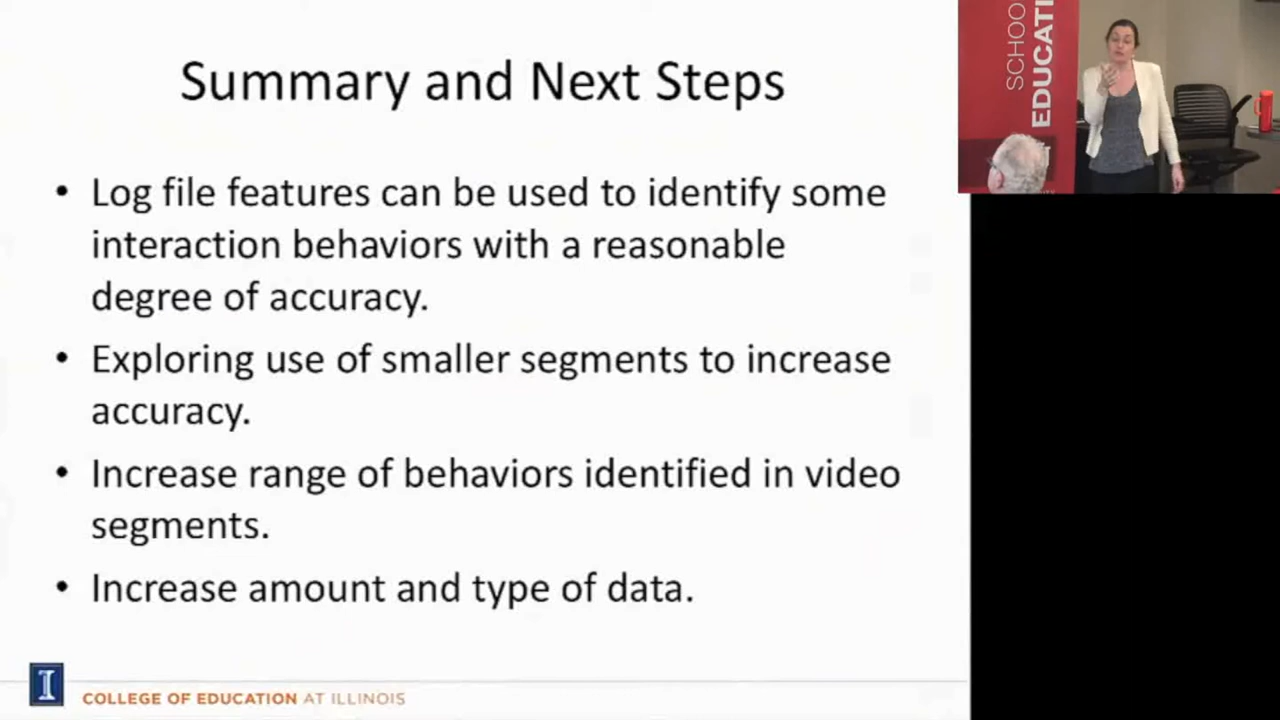 Summary and Next Steps
• Log file features can be used to identify some
interaction behaviors with a reasonable
degree of accuracy.
• Exploring use of smaller segments to increase
accuracy.
• Increase range of behaviors identified in video
segments.
• Increase amount and type of data.
I
COLLEGE OF EDUCATION AT ILLINOIS
SCHOO
EDUCATI